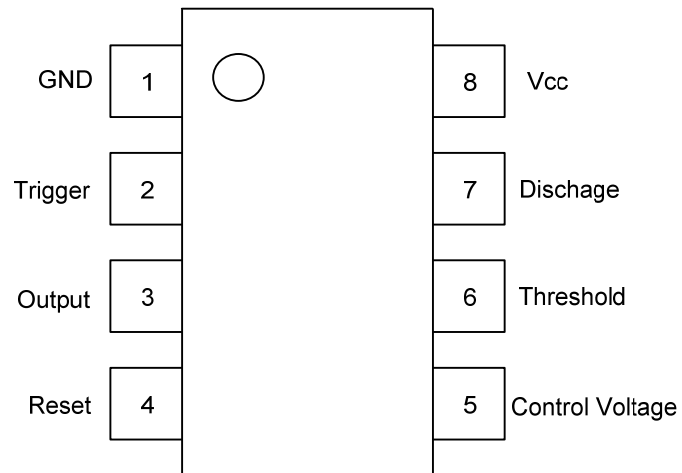 GND 1 8 Vcc
Trigger 2 7 Dischage
Output 3 6 Threshold
Reset 4 5 Control Voltage